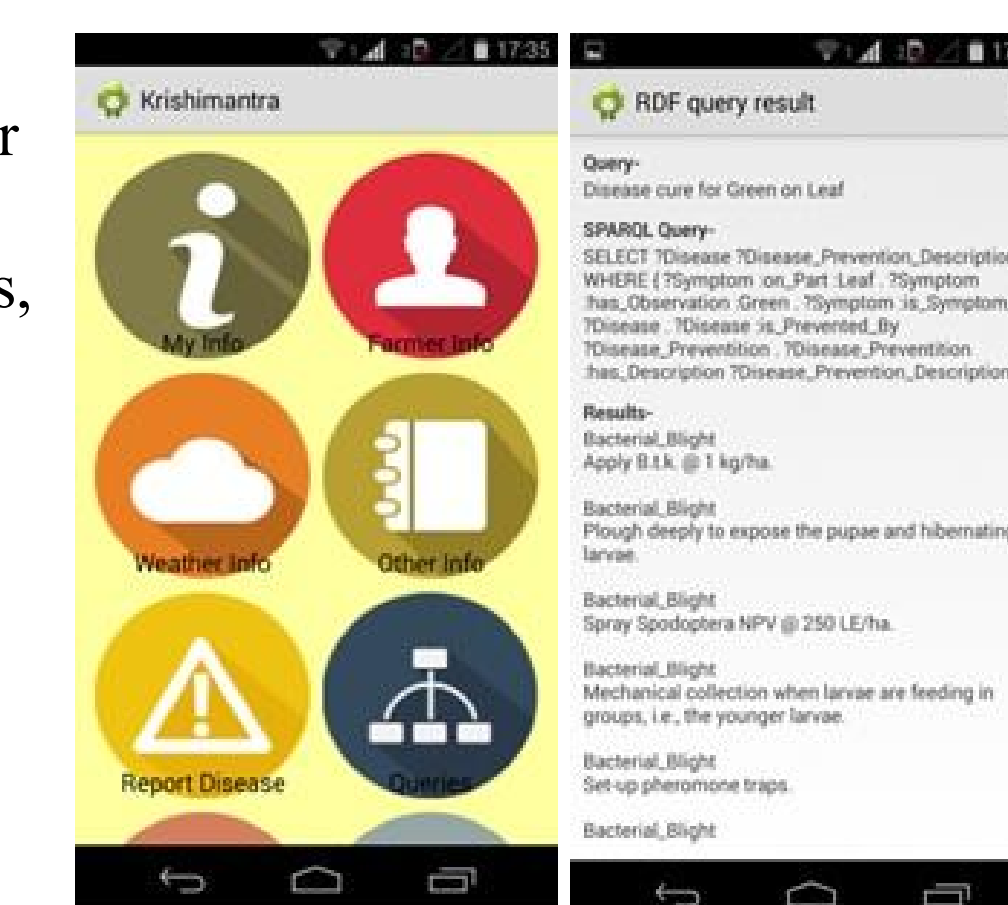 r
s,
17:35
Krishimantra
My Info
Farmer Info
Weather Info
Other Info
Report Disease
Queries
17
RDF query result
Query-
Disease cure for Green on Leaf
SPARQL Query-
SELECT ?Disease ?Disease_Prevention_Description
WHERE {?Symptom :on_Part :Leaf . ?Symptom
:has_Observation :Green . ?Symptom :is_Symptom
?Disease . ?Disease :is_Prevented_By
?Disease_Preventition . ?Disease_Preventition
:has_Description ?Disease_Prevention_Description
Results-
Bacterial_Blight
Apply B.t.k. @ 1 kg/ha.
Bacterial_Blight
Plough deeply to expose the pupae and hibernating
larvae.
Bacterial_Blight
Spray Spodoptera NPV @ 250 LE/ha.
Bacterial_Blight
Mechanical collection when larvae are feeding in
groups, i.e., the younger larvae.
Bacterial_Blight
Set-up pheromone traps.
Bacterial_Blight